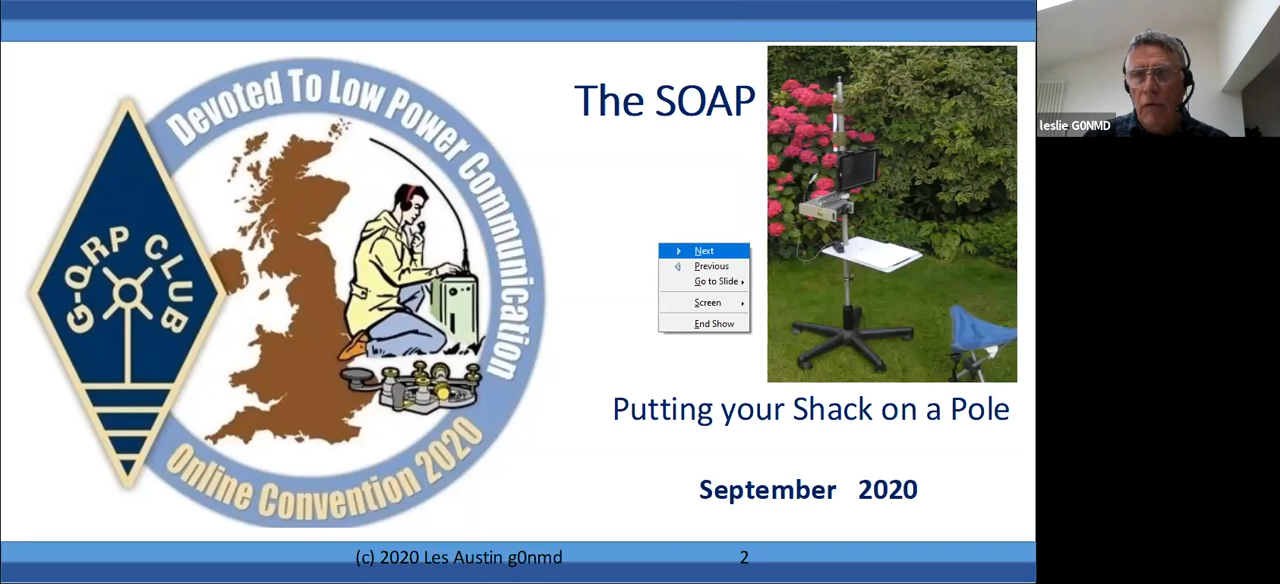 Devoted To Low Power Communication
G-QRP CLUB
Online Convention 2020
The SOAP
Next
Previous
Go to Slide
Screen
End Show
Putting your Shack on a Pole
September 2020
(c) 2020 Les Austin g0nmd
2
leslie G0NMD